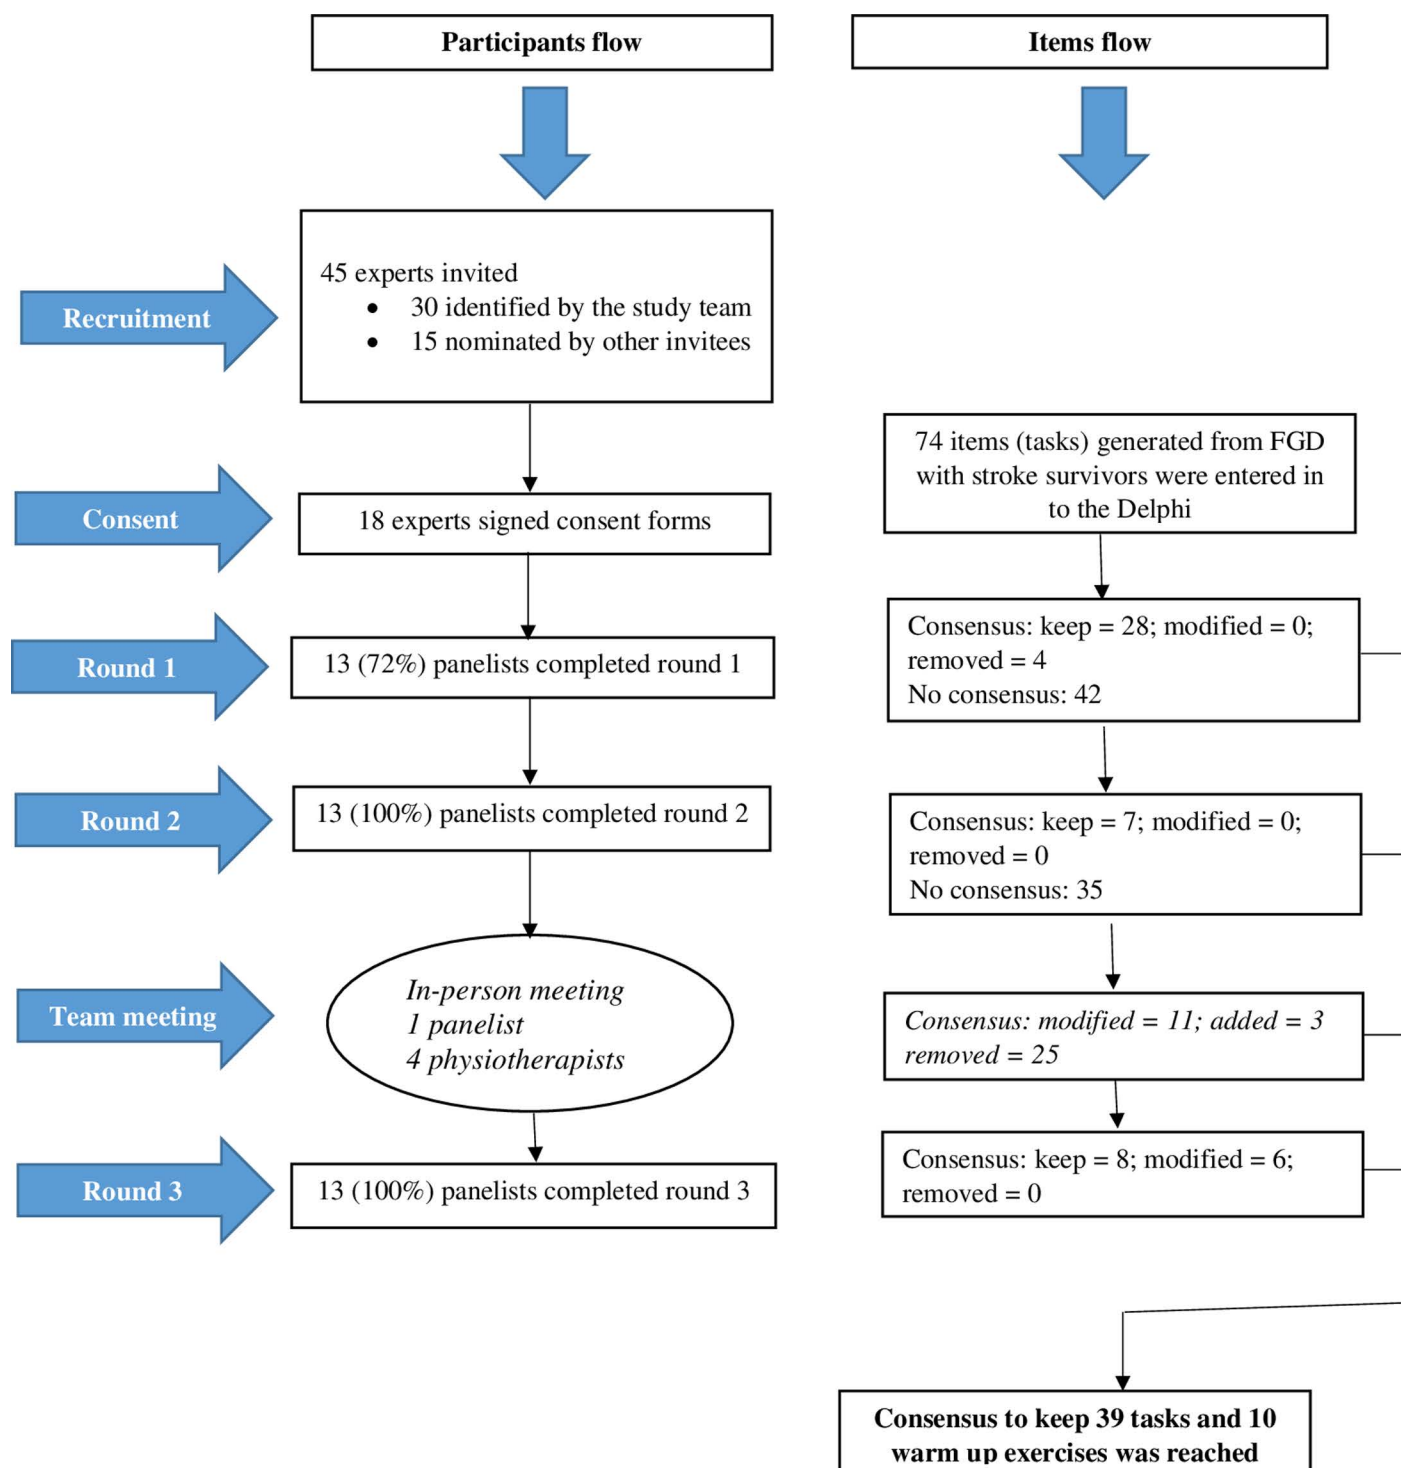 Participants flow
Items flow
Recruitment
45 experts invited
• 30 identified by the study team
• 15 nominated by other invitees
74 items (tasks) generated from FGD
with stroke survivors were entered in
to the Delphi
Consent
18 experts signed consent forms
Round 1
13 (72%) panelists completed round 1
Consensus: keep = 28; modified = 0;
removed = 4
No consensus: 42
Round 2
13 (100%) panelists completed round 2
Consensus: keep = 7; modified = 0;
removed = 0
No consensus: 35
Team meeting
In-person meeting
1 panelist
4 physiotherapists
Consensus: modified = 11; added = 3
removed = 25
Round 3
13 (100%) panelists completed round 3
Consensus: keep = 8; modified = 6;
removed = 0
Consensus to keep 39 tasks and 10
warm up exercises was reached